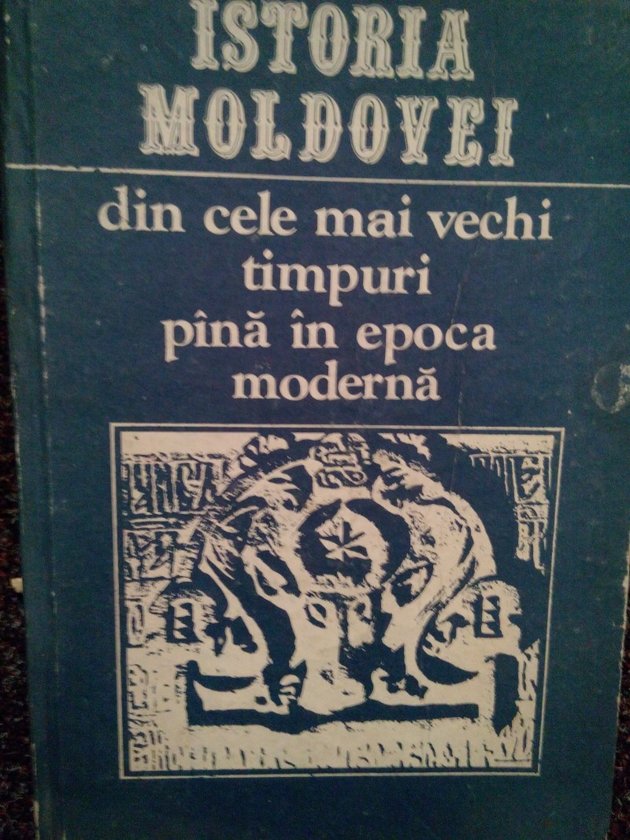 ISTORIA
MOLDOVEI
din cele mai vechi
timpuri
pînă în epoca
modernă